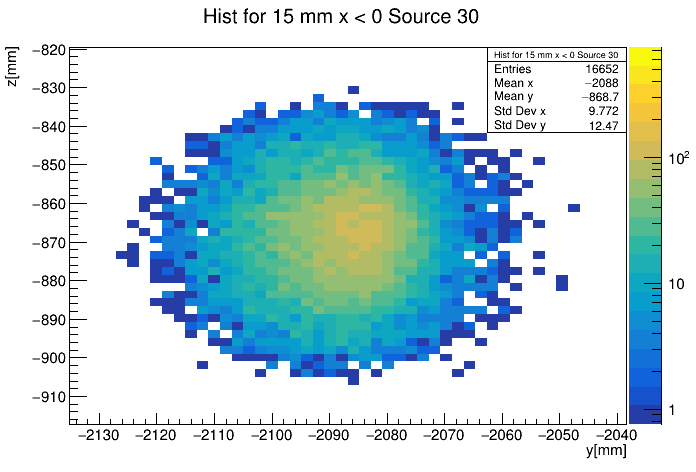 Hist for 15 mm x < 0 Source 30
z[mm]
Hist for 15 mm x < 0 Source 30
Entries 16652
Mean x −2088
Mean y −868.7
Std Dev x 9.772
Std Dev y 12.47
−820
−830
−840
−850
−860
−870
−880
−890
−900
−910
10²
10
1
−2130 −2120 −2110 −2100 −2090 −2080 −2070 −2060 −2050 −2040
y[mm]